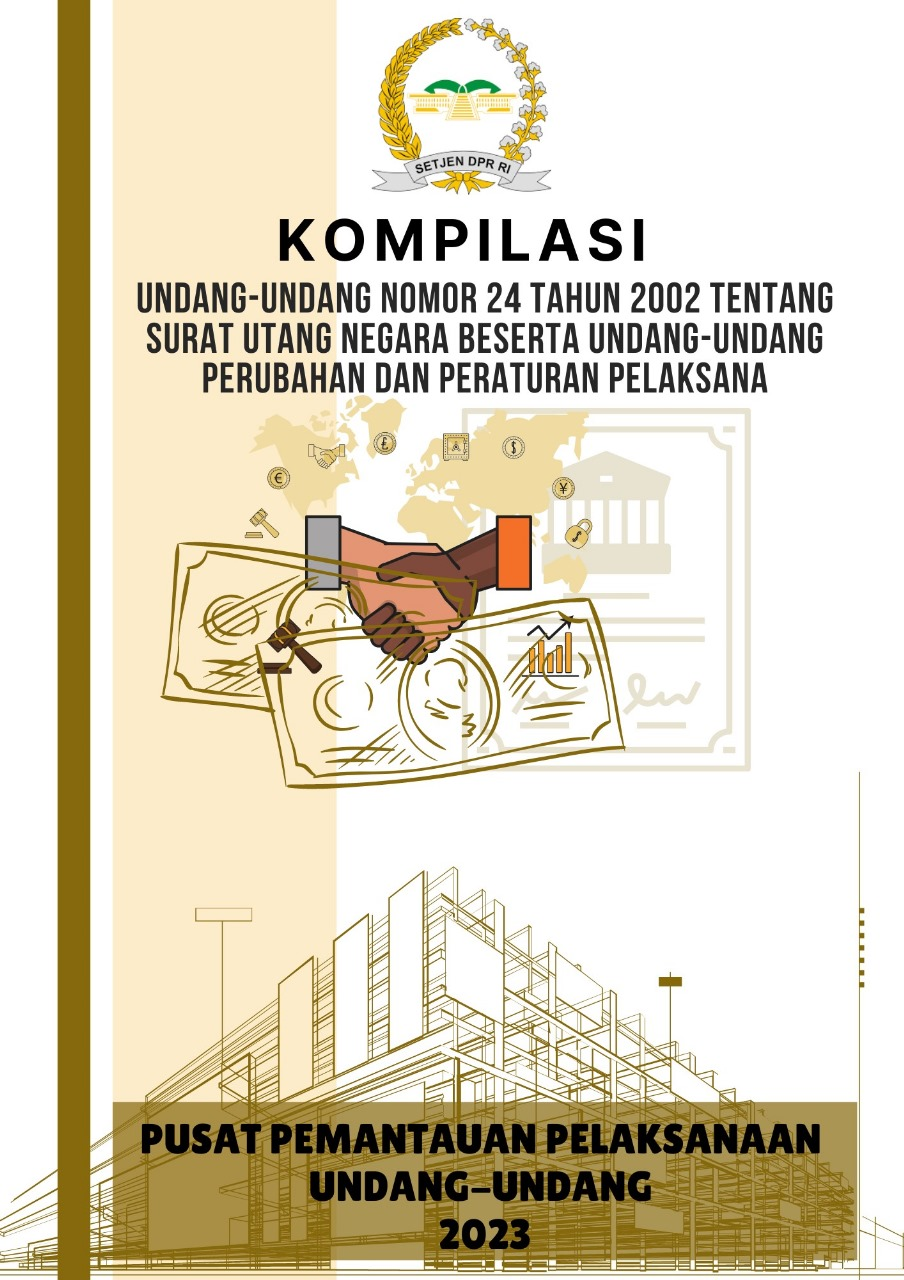 SETJEN DPR RI
KOMPILASI
UNDANG-UNDANG NOMOR 24 TAHUN 2002 TENTANG
SURAT UTANG NEGARA BESERTA UNDANG-UNDANG
PERUBAHAN DAN PERATURAN PELAKSANA
PUSAT PEMANTAUAN PELAKSANAAN
UNDANG-UNDANG
2023